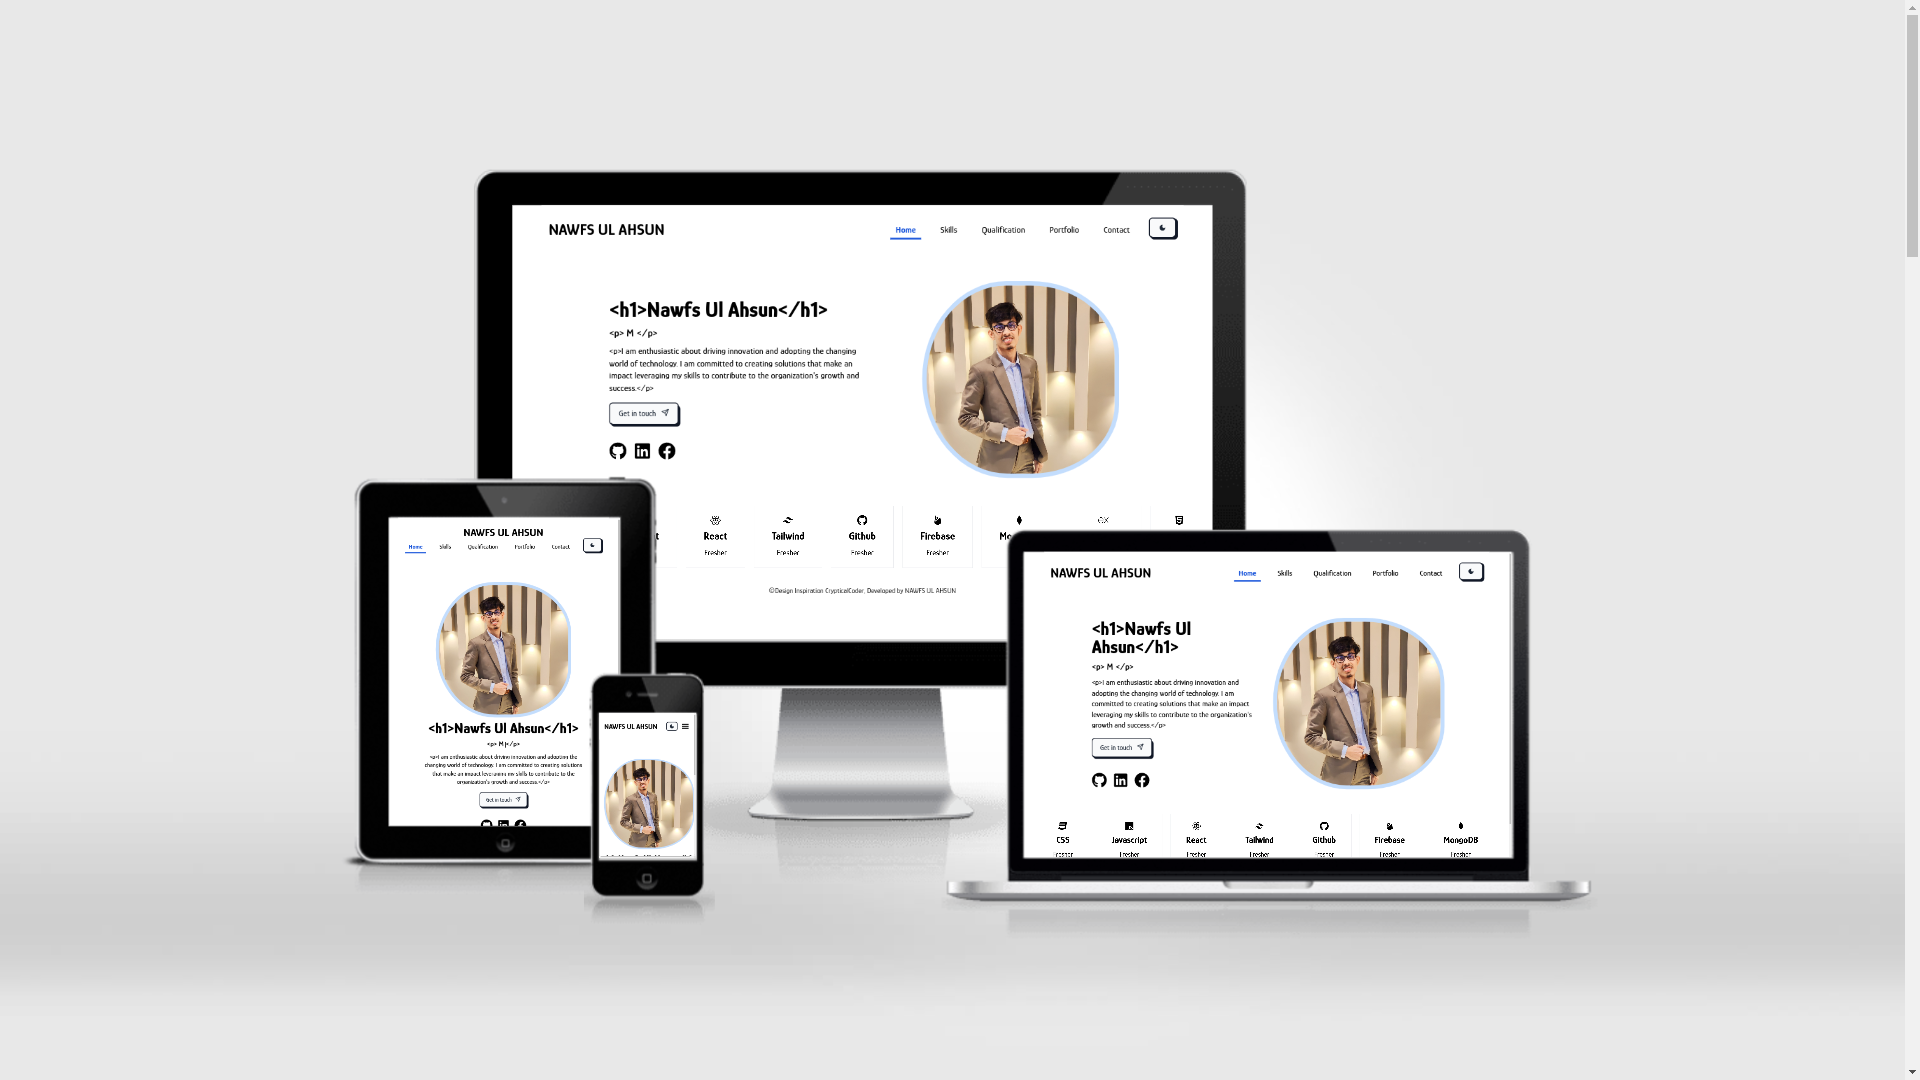 NAWFS UL AHSUN
Home Skills Qualification Portfolio Contact
<h1>Nawfs Ul Ahsun</h1>
<p> M </p>
<p>I am enthusiastic about driving innovation and adopting the changing
world of technology. I am committed to creating solutions that make an
impact leveraging my skills to contribute to the organization's growth and
success.</p>
Get in touch
t React Tailwind Github Firebase Mo
Fresher Fresher Fresher Fresher
©Design Inspiration CrypticalCoder, Developed by NAWFS UL AHSUN
NAWFS UL AHSUN
Home Skills Qualification Portfolio Contact
<h1>Nawfs Ul Ahsun</h1>
<p> M|</p>
<p>I am enthusiastic about driving innovation and adopting the
changing world of technology. I am committed to creating solutions
that make an impact leveraging my skills to contribute to the
organization's growth and success.</p>
Get in touch
NAWFS UL AHSUN
NAWFS UL AHSUN
Home Skills Qualification Portfolio Contact
<h1>Nawfs Ul
Ahsun</h1>
<p> M </p>
<p>I am enthusiastic about driving innovation and
adopting the changing world of technology. I am
committed to creating solutions that make an impact
leveraging my skills to contribute to the organization's
growth and success.</p>
Get in touch
CSS Javascript React Tailwind Github Firebase MongoDB
Fresher Fresher Fresher Fresher Fresher Fresher Fresher